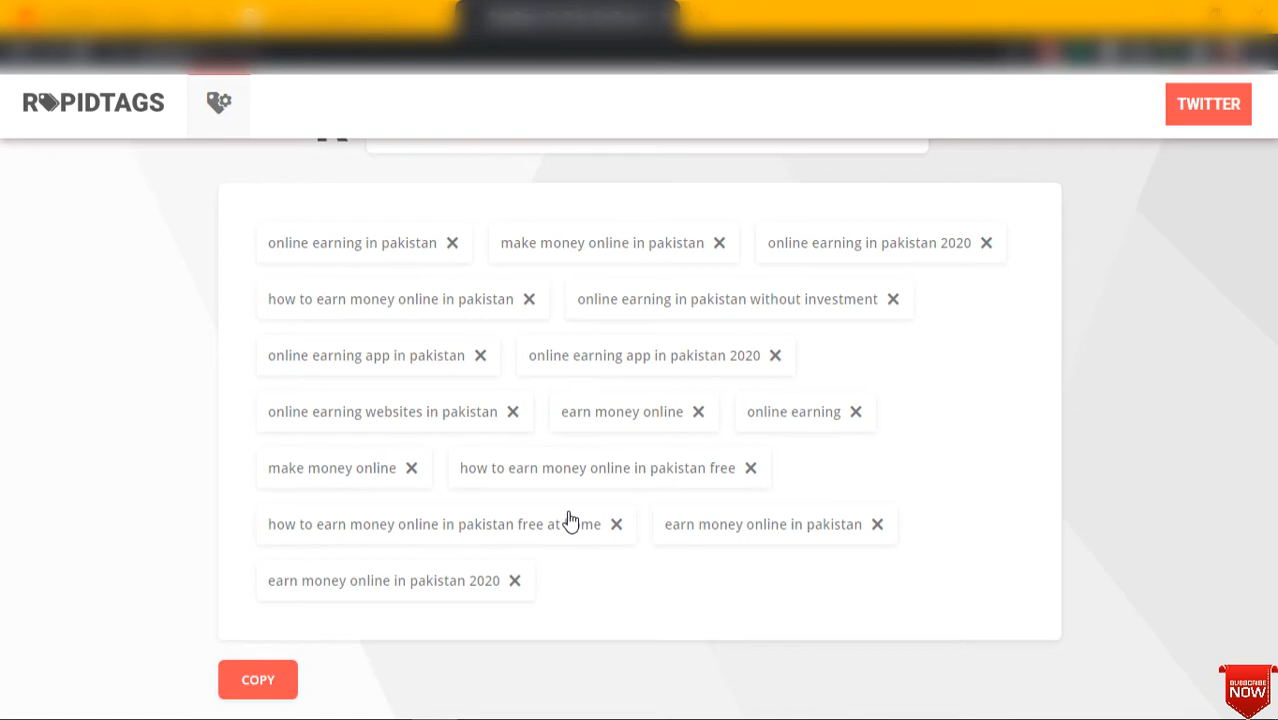 RAPIDTAGS
TWITTER
online earning in pakistan ×
make money online in pakistan ×
online earning in pakistan 2020 ×
how to earn money online in pakistan ×
online earning in pakistan without investment ×
online earning app in pakistan ×
online earning app in pakistan 2020 ×
online earning websites in pakistan ×
earn money online ×
online earning ×
make money online ×
how to earn money online in pakistan free ×
how to earn money online in pakistan free at me ×
earn money online in pakistan ×
earn money online in pakistan 2020 ×
COPY
SUBSCRIBE
NOW